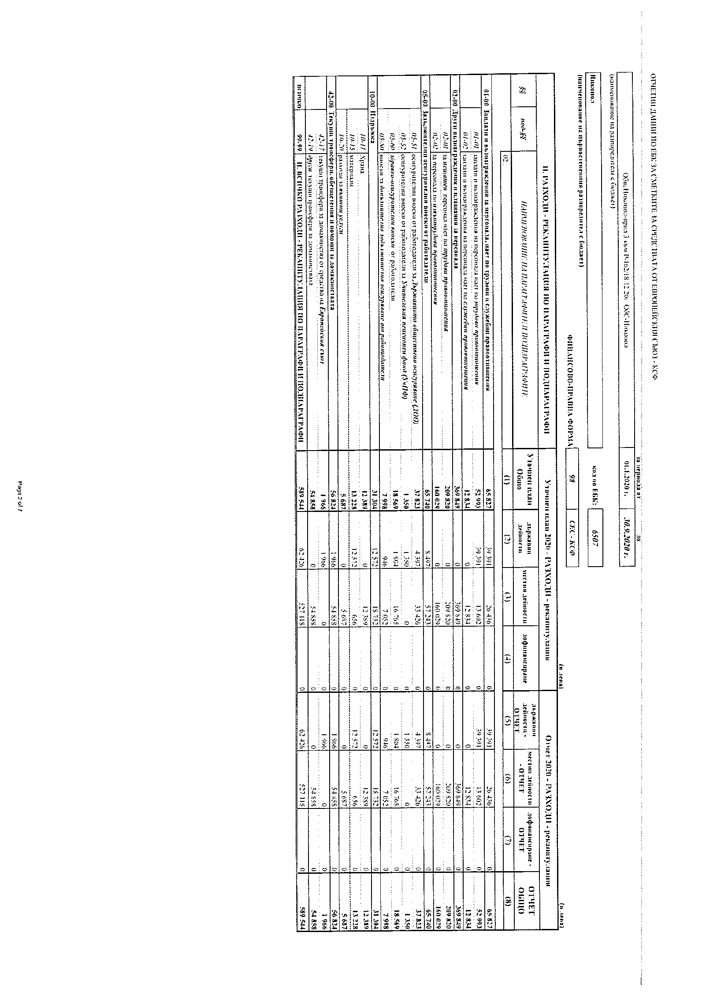 ОТЧЕТНИ ДАННИ ПО ЕБК ЗА СМЕТКИТЕ ЗА СРЕДСТВАТА ОТ ЕВРОПЕЙСКИЯ СЪЮЗ - КСФ
за периода от до
Общ.Никопол-прил.3 към Р-162/18.12.20г. ОбС-Никопол 01.1.2020 г. 30.9.2020 г.
(наименование на разпоредителя с бюджет)
Никопол код по ЕБК: 6507
(наименование на първостепенния разпоредител с бюджет)
ФИНАНСОВО-ПРАВНА ФОРМА 98 СЕС - КСФ
(в лева) (в лева)
II. РАЗХОДИ - РЕКАПИТУЛАЦИЯ ПО ПАРАГРАФИ И ПОДПАРАГРАФИ Уточнен план 2020 - РАЗХОДИ - рекапитулация Отчет 2020 - РАЗХОДИ - рекапитулация
§§ под-§§ НАИМЕНОВАНИЕ НА ПАРАГРАФИТЕ И ПОДПАРАГРАФИТЕ Уточнен план Общо държавни дейности местни дейности дофинансиране държавни дейности - ОТЧЕТ местни дейности - ОТЧЕТ дофинансиране - ОТЧЕТ ОТЧЕТ ОБЩО
02 (1) (2) (3) (4) (5) (6) (7) (8)
01-00 Заплати и възнаграждения за персонала, нает по трудови и служебни правоотношения 65 827 39 391 26 436 0 39 391 26 436 0 65 827
01-01 заплати и възнаграждения на персонала нает по трудови правоотношения 52 993 39 391 13 602 0 39 391 13 602 0 52 993
01-02 заплати и възнаграждения на персонала нает по служебни правоотношения 12 834 0 12 834 0 0 12 834 0 12 834
02-00 Други възнаграждения и плащания за персонала 369 849 0 369 849 0 0 369 849 0 369 849
02-01 за нещатен персонал нает по трудови правоотношения 209 820 0 209 820 0 0 209 820 0 209 820
02-02 за персонала по извънтрудови правоотношения 160 029 0 160 029 0 0 160 029 0 160 029
05-00 Задължителни осигурителни вноски от работодатели 65 740 8 497 57 243 0 8 497 57 243 0 65 740
05-51 осигурителни вноски от работодатели за Държавното обществено осигуряване (ДОО) 37 823 4 397 33 426 0 4 397 33 426 0 37 823
05-52 осигурителни вноски от работодатели за Учителския пенсионен фонд (УчПФ) 1 350 1 350 0 0 1 350 0 0 1 350
05-60 здравно-осигурителни вноски от работодатели 18 569 1 804 16 765 0 1 804 16 765 0 18 569
05-80 вноски за допълнително задължително осигуряване от работодатели 7 998 946 7 052 0 946 7 052 0 7 998
10-00 Издръжка 31 304 12 572 18 732 0 12 572 18 732 0 31 304
10-11 Храна 12 389 0 12 389 0 0 12 389 0 12 389
10-15 материали 13 228 12 572 656 0 12 572 656 0 13 228
10-20 разходи за външни услуги 5 687 0 5 687 0 0 5 687 0 5 687
42-00 Текущи трансфери, обезщетения и помощи за домакинствата 56 824 1 966 54 858 0 1 966 54 858 0 56 824
42-17 текущи трансфери за домакинства от средства на Европейския съюз 1 966 1 966 0 0 1 966 0 0 1 966
42-19 други текущи трансфери за домакинствата 54 858 0 54 858 0 0 54 858 0 54 858
всичко 99-99 II. ВСИЧКО РАЗХОДИ - РЕКАПИТУЛАЦИЯ ПО ПАРАГРАФИ И ПОДПАРАГРАФИ 589 544 62 426 527 118 0 62 426 527 118 0 589 544
Page 2 of 7